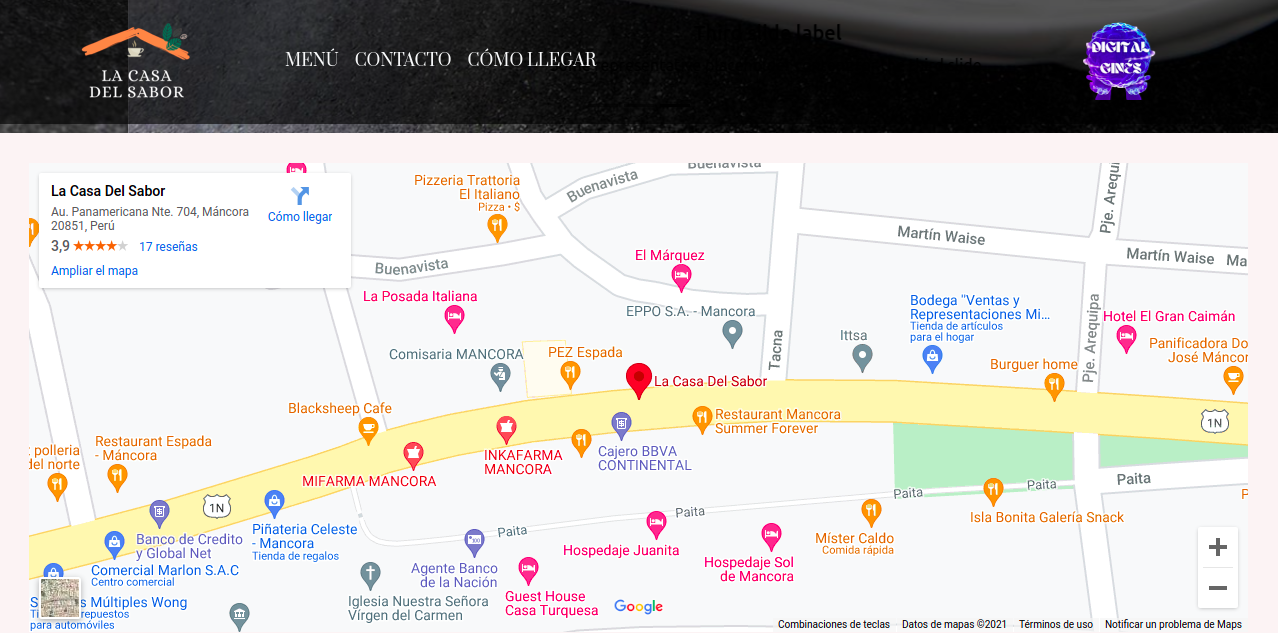 LA CASA
DEL SABOR
MENÚ CONTACTO CÓMO LLEGAR
label
DIGITAL
GINÉS
La Casa Del Sabor
Au. Panamericana Nte. 704, Máncora
20851, Perú
3,9
17 reseñas
Ampliar el mapa
Cómo llegar
Pizzeria Trattoria
El Italiano
Pizza • $
Buenavista
Buenavista
Buenavista
Pje. Arequi
Martín Waise
Martín Waise
Ma
El Márquez
La Posada Italiana
EPPO S.A. - Mancora
Bodega "Ventas y
Representaciones Mi...
Tienda de artículos
para el hogar
Hotel El Gran Caimán
Ittsa
Tacna
Pje. Arequipa
Comisaria MANCORA
PEZ Espada
Panificadora Do
José Máncor
Burguer home
La Casa Del Sabor
Blacksheep Cafe
Restaurant Mancora
Summer Forever
1N
Restaurant Espada
- Máncora
polleria
del norte
INKAFARMA
MANCORA
Cajero BBVA
CONTINENTAL
MIFARMA MANCORA
1N
Paita
Paita
Paita
Paita
Paita
P
Banco de Credito
y Global Net
Piñateria Celeste
- Mancora
Tienda de regalos
Isla Bonita Galería Snack
Míster Caldo
Comida rápida
Hospedaje Juanita
Hospedaje Sol
de Mancora
Comercial Marlon S.A.C
Centro comercial
Agente Banco
de la Nación
Guest House
Casa Turquesa
Iglesia Nuestra Señora
Vírgen del Carmen
s Múltiples Wong
repuestos
para automóviles
Google
Combinaciones de teclas Datos de mapas ©2021 Términos de uso Notificar un problema de Maps